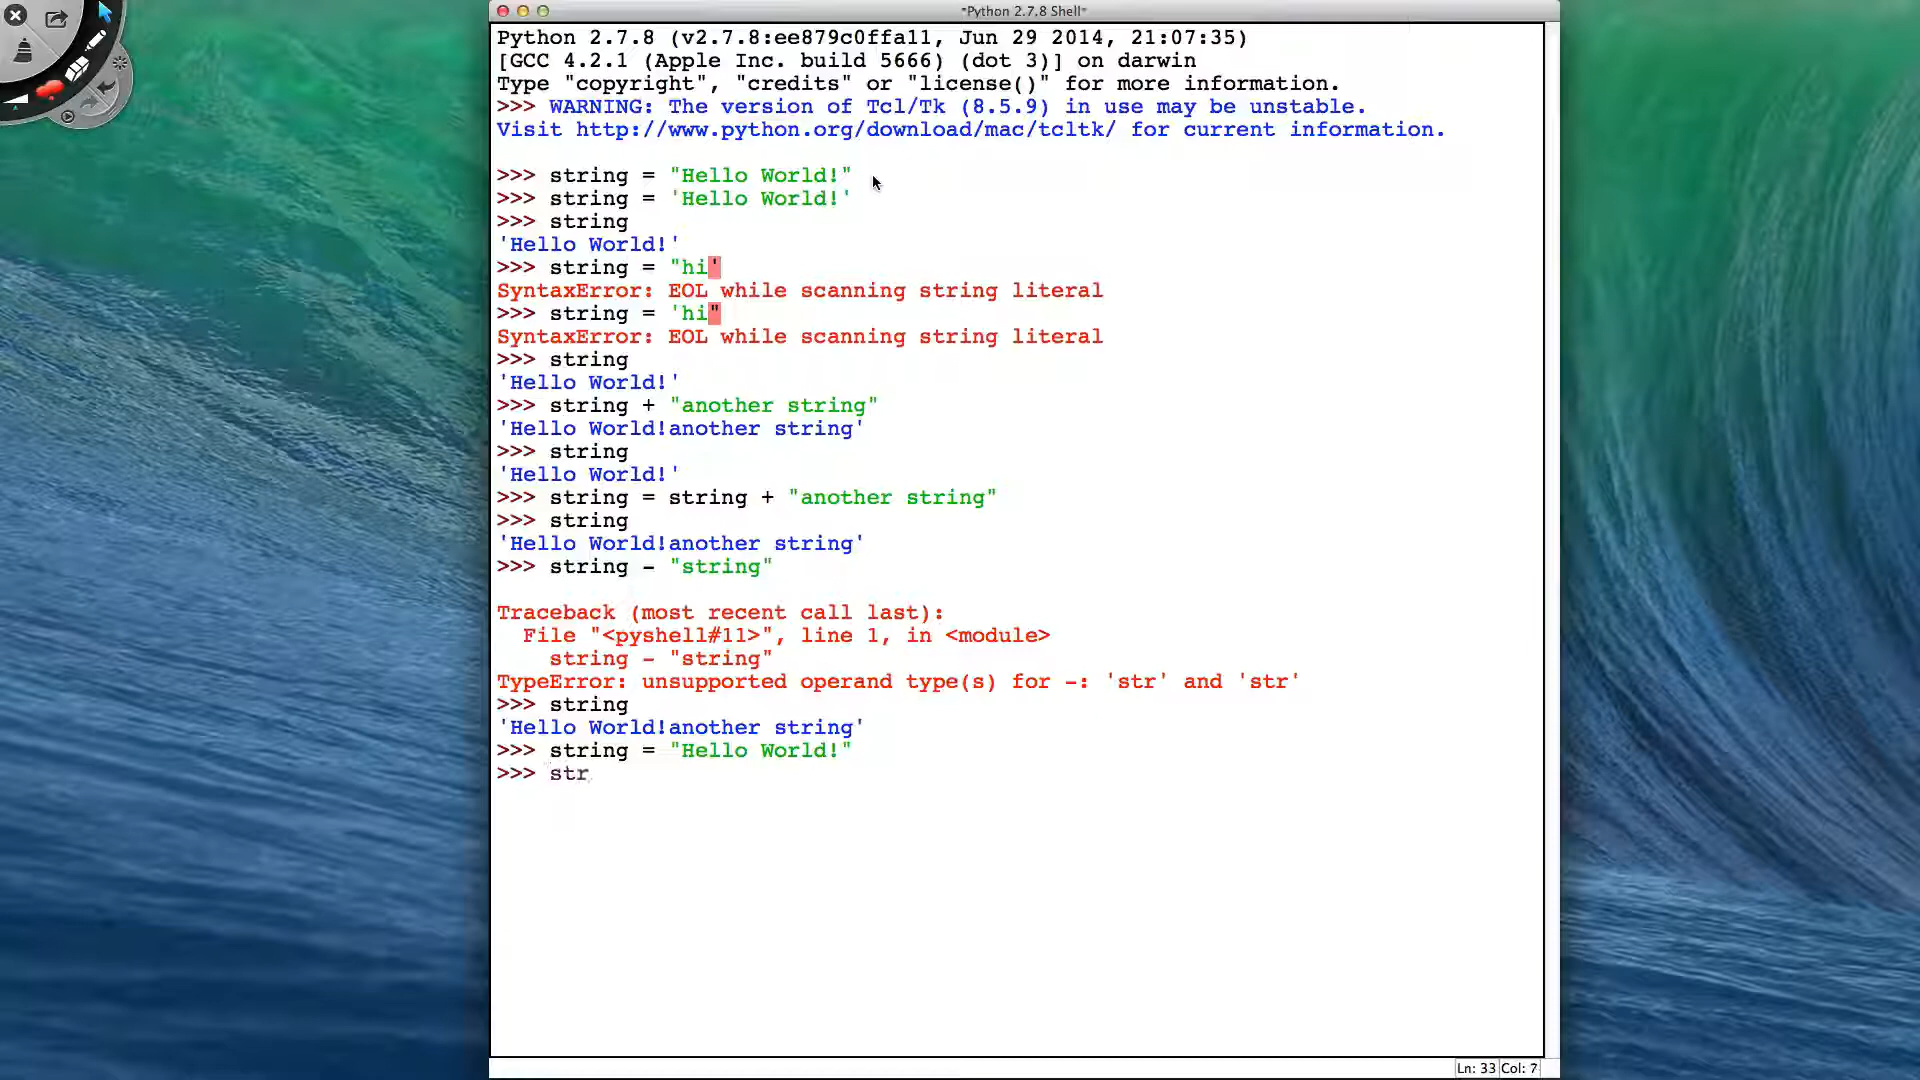 *Python 2.7.8 Shell*
Python 2.7.8 (v2.7.8:ee879c0ffa11, Jun 29 2014, 21:07:35)
[GCC 4.2.1 (Apple Inc. build 5666) (dot 3)] on darwin
Type "copyright", "credits" or "license()" for more information.
>>> WARNING: The version of Tcl/Tk (8.5.9) in use may be unstable.
Visit http://www.python.org/download/mac/tcltk/ for current information.
>>> string = "Hello World!"
>>> string = 'Hello World!'
>>> string
'Hello World!'
>>> string = "hi'
SyntaxError: EOL while scanning string literal
>>> string = 'hi"
SyntaxError: EOL while scanning string literal
>>> string
'Hello World!'
>>> string + "another string"
'Hello World!another string'
>>> string
'Hello World!'
>>> string = string + "another string"
>>> string
'Hello World!another string'
>>> string - "string"
Traceback (most recent call last):
  File "<pyshell#11>", line 1, in <module>
    string - "string"
TypeError: unsupported operand type(s) for -: 'str' and 'str'
>>> string
'Hello World!another string'
>>> string = "Hello World!"
>>> str
Ln: 33 Col: 7